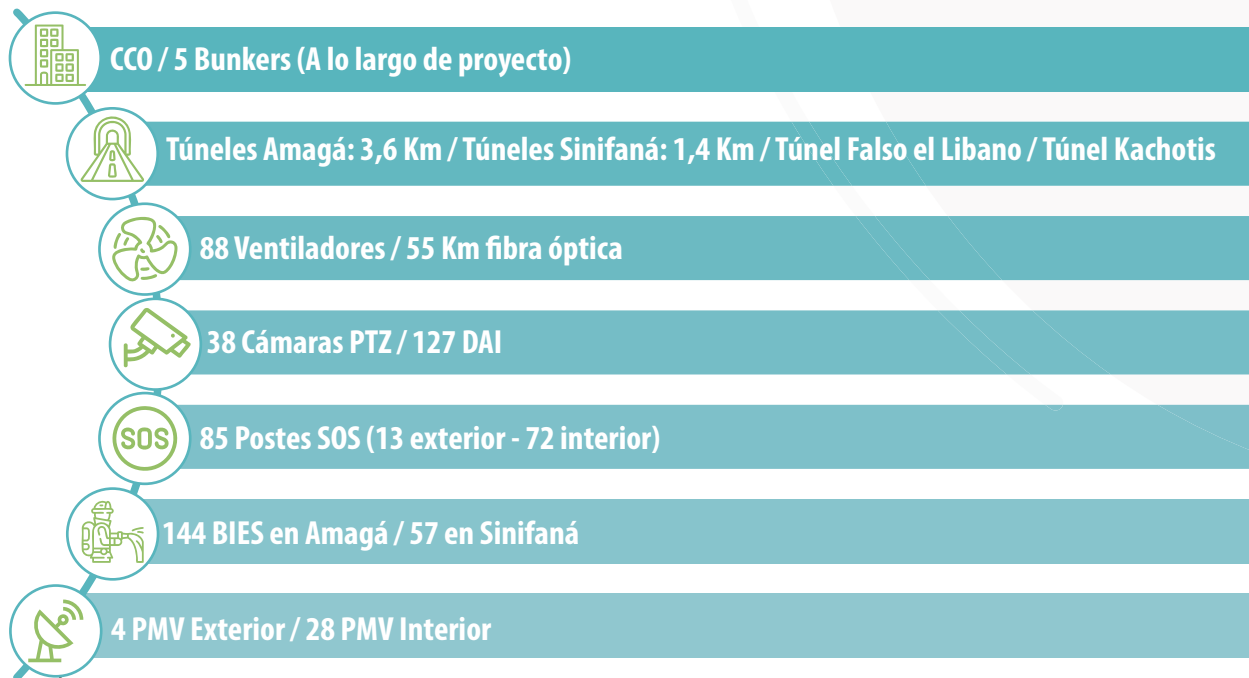 CCO / 5 Bunkers (A lo largo de proyecto)
Túneles Amagá: 3,6 Km / Túneles Sinifaná: 1,4 Km / Túnel Falso el Libano / Túnel Kachotis
88 Ventiladores / 55 Km fibra óptica
38 Cámaras PTZ / 127 DAI
SOS
85 Postes SOS (13 exterior - 72 interior)
144 BIES en Amagá / 57 en Sinifaná
4 PMV Exterior / 28 PMV Interior